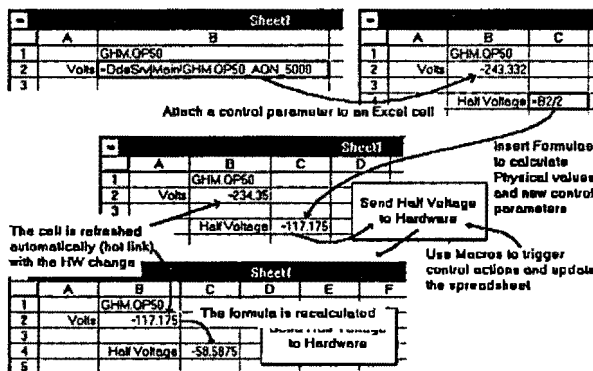 Sheet1
A B
1 GHM.OP50
2 Volts =DdeSrv|Main!GHM.OP50_AQN_5000
3
A B C
1 GHM.OP50
2 Volts -243.332
3
4 Half Voltage =B2/2
Attach a control parameter to an Excel cell
Insert Formulae
to calculate
Physical values
and new control
parameters
Sheet1
A B C D
1 GHM.OP50
2 Volts -234.35
3
Half Voltage -117.175
Send Half Voltage
to Hardware
The cell is refreshed
automatically (hot link)
with the HW change
Use Macros to trigger
control actions and update
the spreadsheet
Sheet1
A B C D E F
1 GHM.OP50
2 Volts -117.175
The formula is recalculated
3
4 Half Voltage -58.5875
to Hardware
5